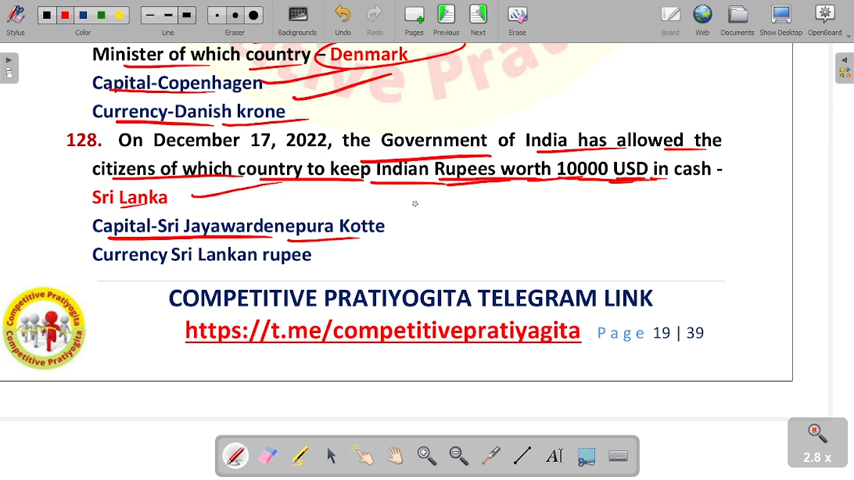 Stylus
Color
Line
Eraser
Backgrounds
Undo
Redo
Pages
Previous
Next
Erase
Board
Web
Documents
Show Desktop
OpenBoard
Minister of which country – Denmark
Capital-Copenhagen
Currency-Danish krone
128. On December 17, 2022, the Government of India has allowed the
citizens of which country to keep Indian Rupees worth 10000 USD in cash -
Sri Lanka
Capital-Sri Jayawardenepura Kotte
Currency Sri Lankan rupee
Competitive Pratiyogita
Competitive Pratiyogita
COMPETITIVE PRATIYOGITA TELEGRAM LINK
https://t.me/competitivepratiyagita Page 19 | 39
2.8 x